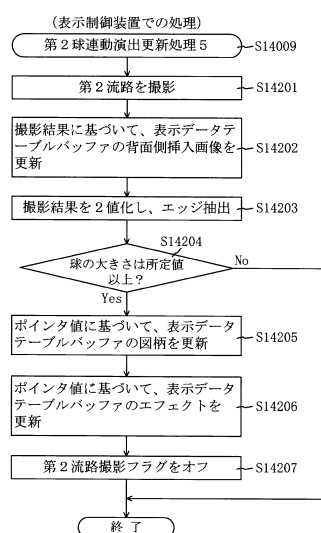 （表示制御装置での処理）
第２球連動演出更新処理５
S14009
第２流路を撮影
S14201
撮影結果に基づいて、表示データテ
ーブルバッファの背面側挿入画像を
更新
S14202
撮影結果を２値化し、エッジ抽出
S14203
S14204
球の大きさは所定値
以上？
No
Yes
ポインタ値に基づいて、表示データ
テーブルバッファの図柄を更新
S14205
ポインタ値に基づいて、表示データ
テーブルバッファのエフェクトを
更新
S14206
第２流路撮影フラグをオフ
S14207
終了